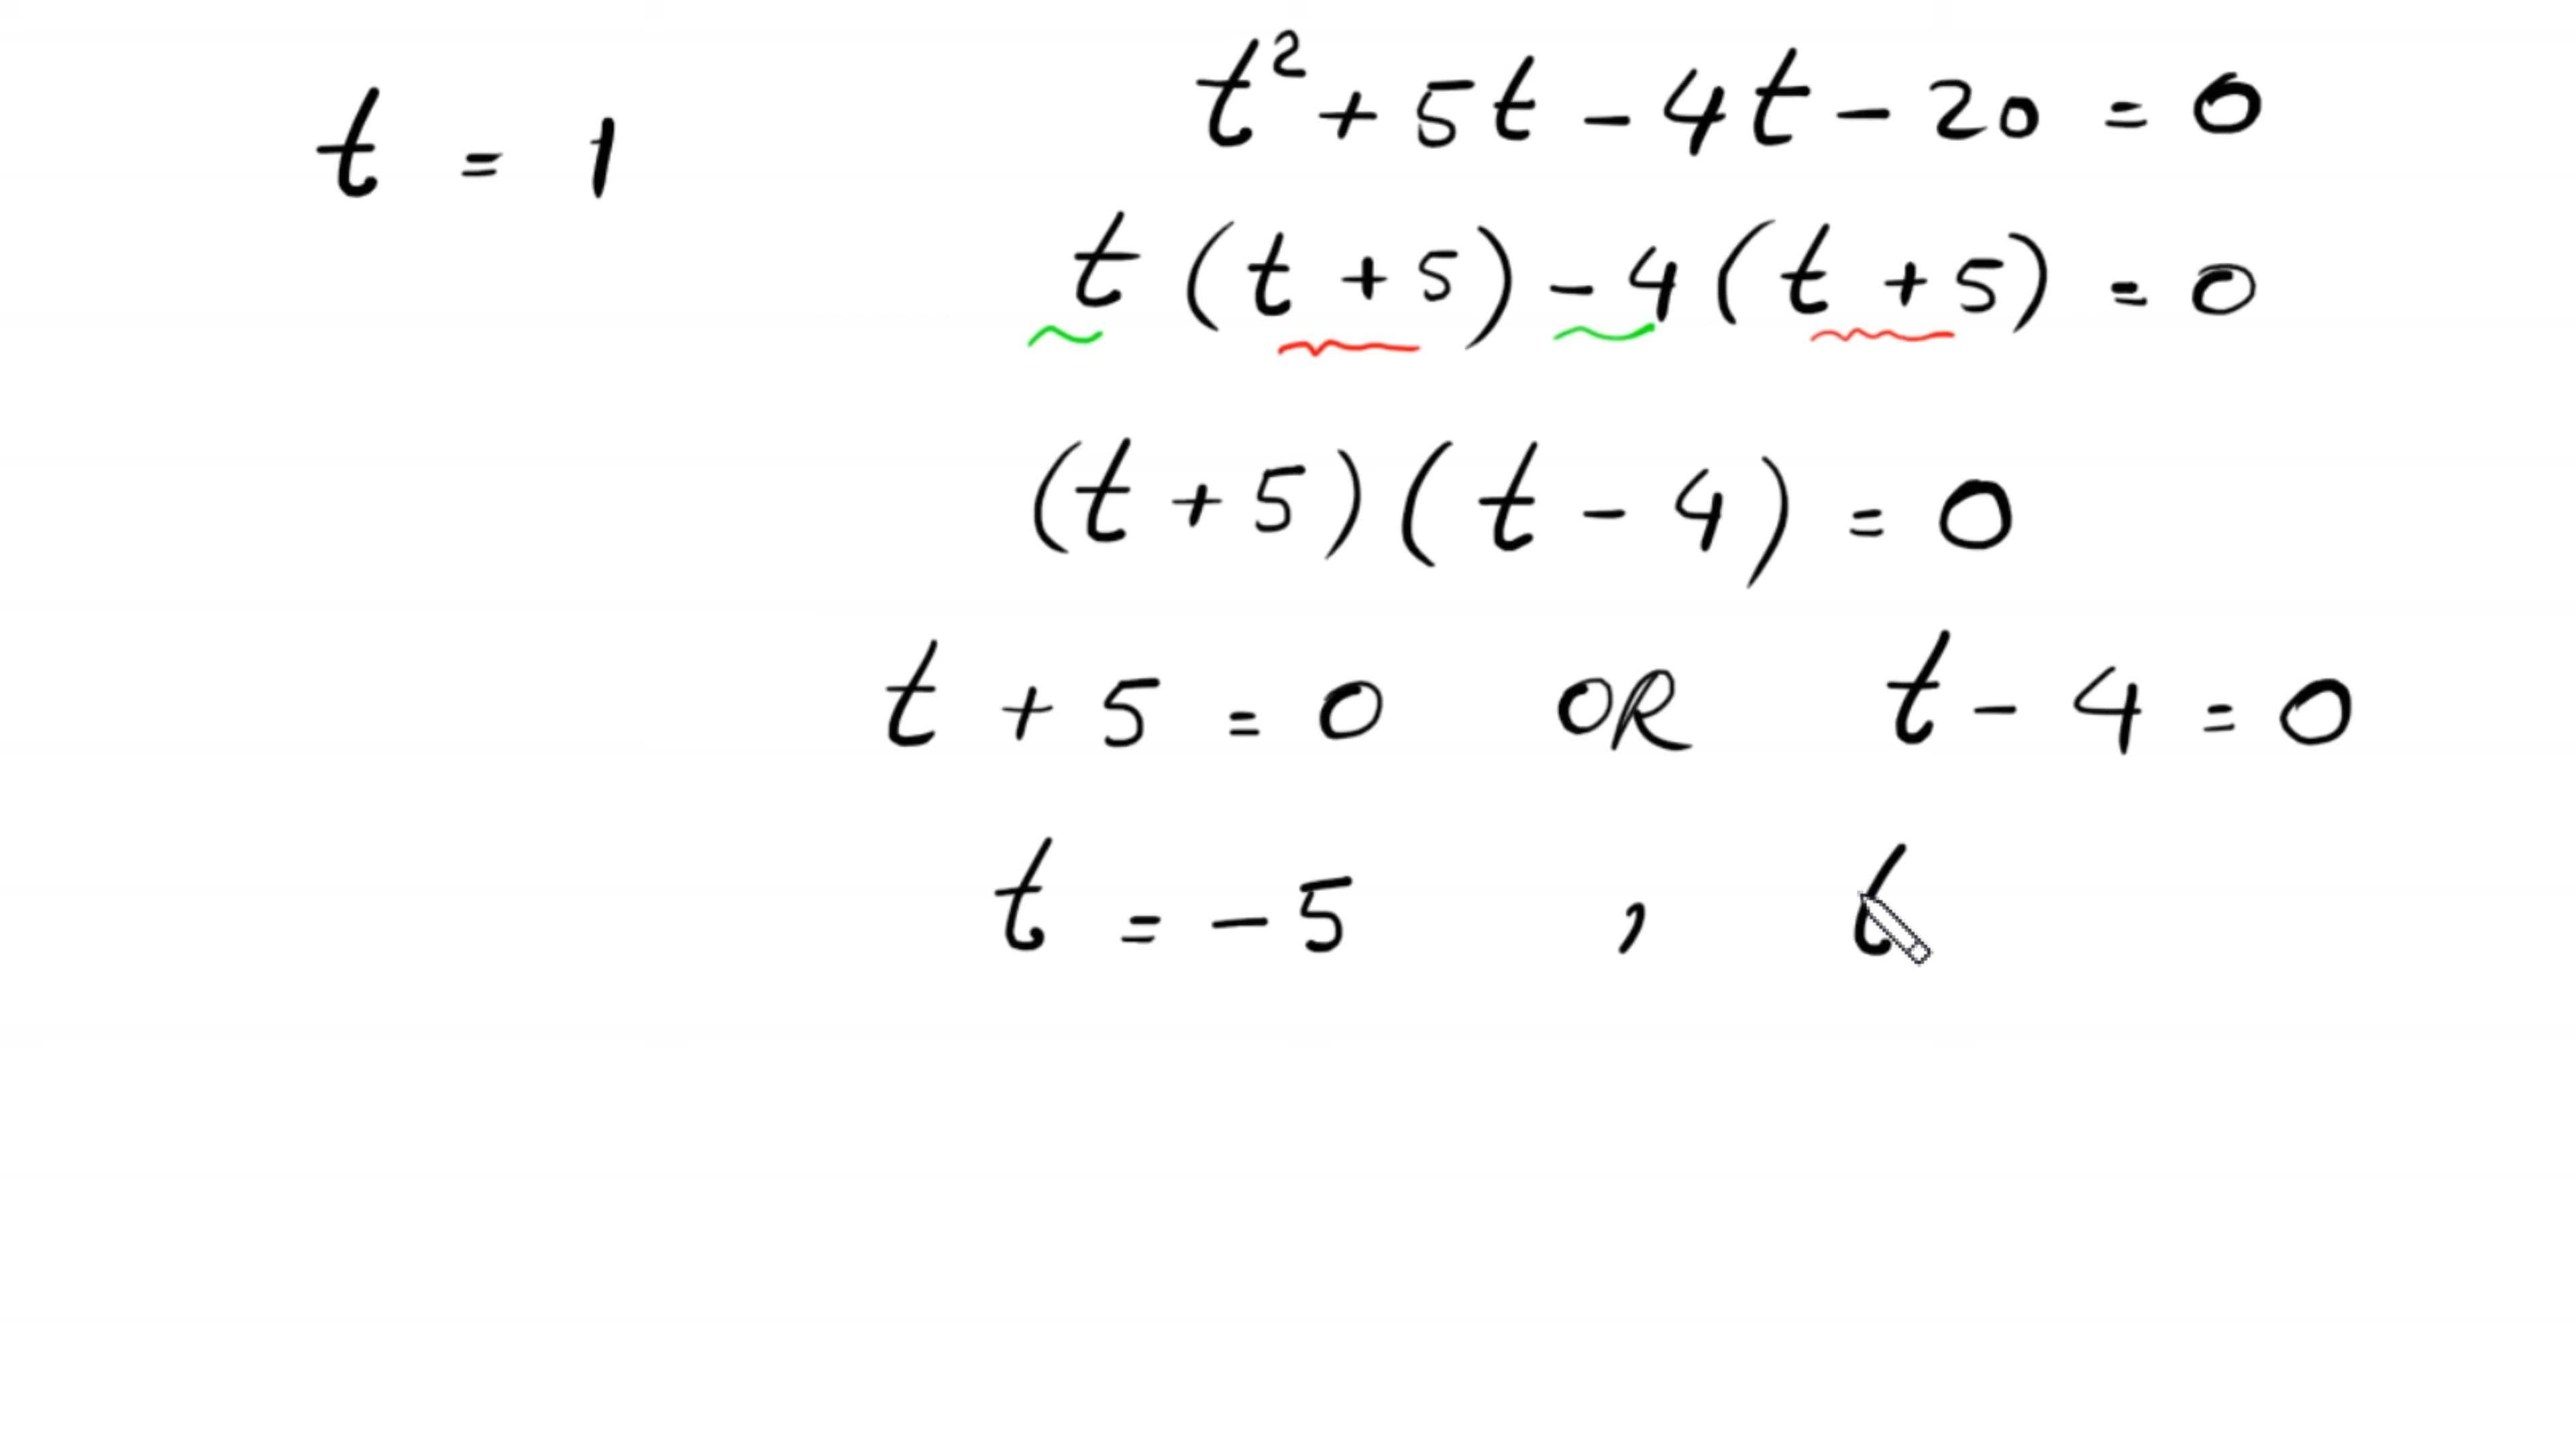 t = 1
t² + 5t - 4t - 20 = 0
t (t + 5) - 4 (t + 5) = 0
(t + 5) (t - 4) = 0
t + 5 = 0 OR t - 4 = 0
t = -5 , t